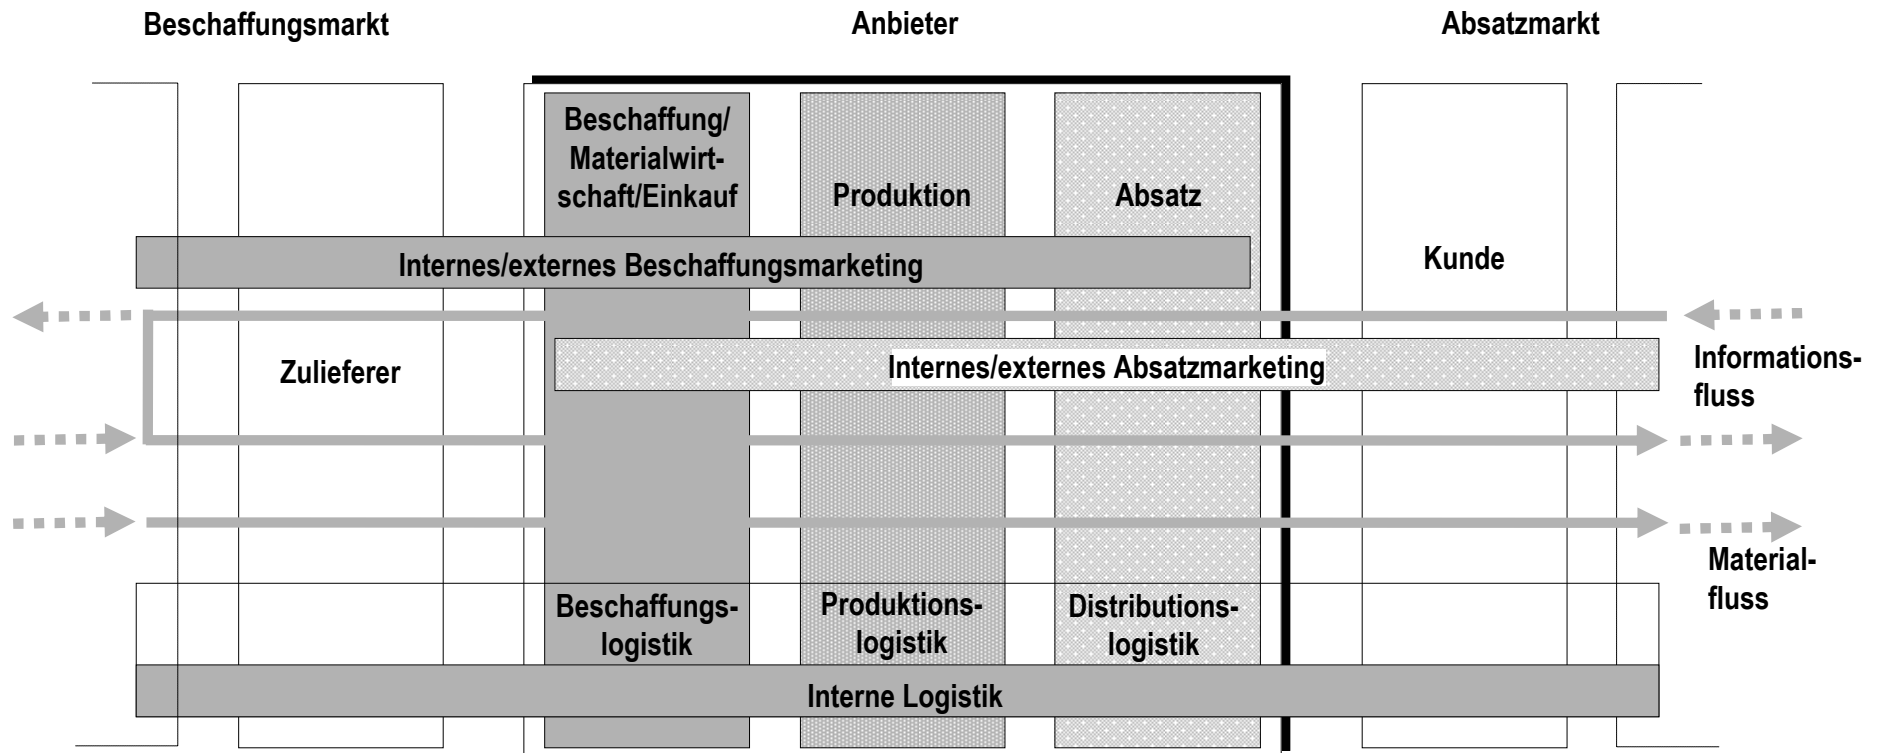 Beschaffungsmarkt
Anbieter
Absatzmarkt
Beschaffung/
Materialwirt-
schaft/Einkauf
Produktion
Absatz
Internes/externes Beschaffungsmarketing
Kunde
Zulieferer
Internes/externes Absatzmarketing
Informations-
fluss
Material-
fluss
Beschaffungs-
logistik
Produktions-
logistik
Distributions-
logistik
Interne Logistik